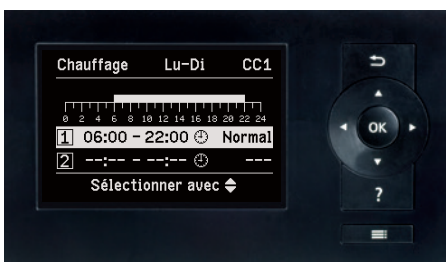 Chauffage Lu-Di CC1
0 2 4 6 8 10 12 14 16 18 20 22 24
1 06:00 - 22:00 Normal
2 --:-- - --:-- ---
Sélectionner avec
OK
?